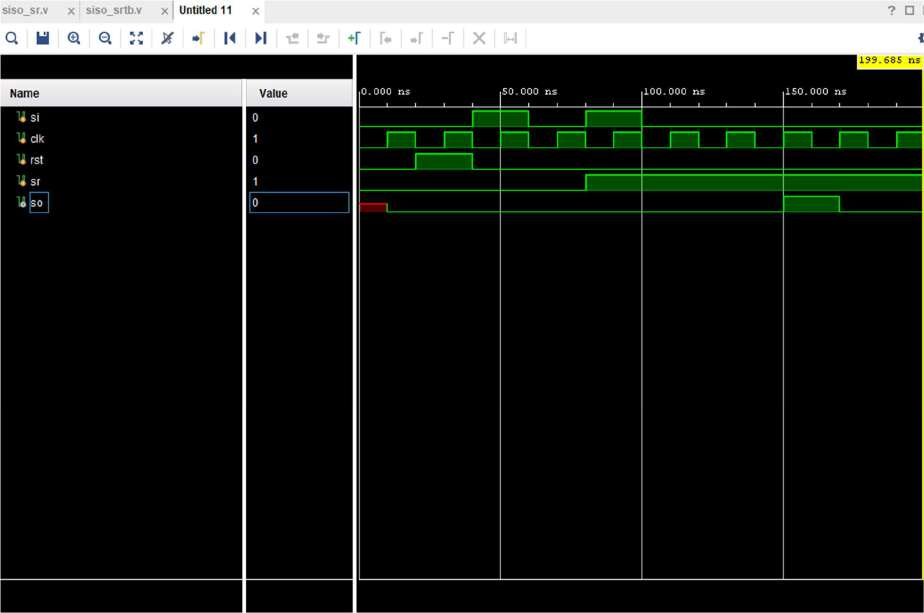 siso_sr.v x siso_srtb.v x Untitled 11 x ?
199.685 ns
Name Value 0.000 ns 50.000 ns 100.000 ns 150.000 ns
si 0
clk 1
rst 0
sr 1
so 0